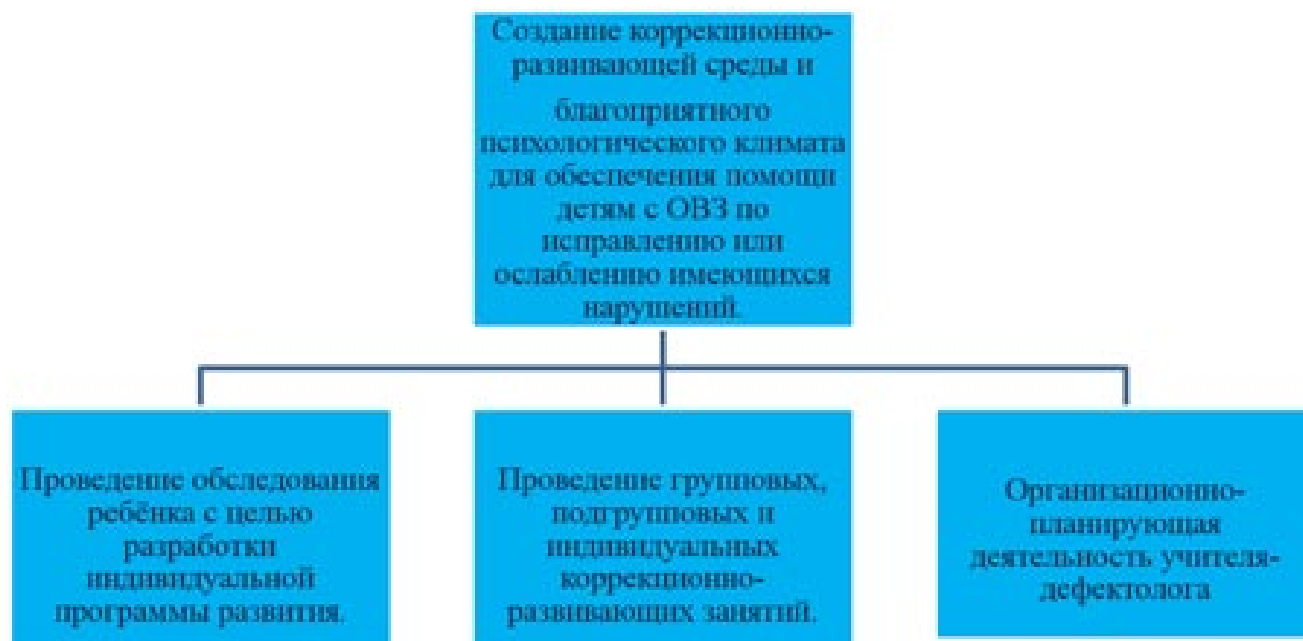 Создание коррекционно-
развивающей среды и
благоприятного
психологического климата
для обеспечения помощи
детям с ОВЗ по
исправлению или
ослаблению имеющихся
нарушений.
Проведение обследования
ребёнка с целью
разработки
индивидуальной
программы развития.
Проведение групповых,
подгрупповых и
индивидуальных
коррекционно-
развивающих занятий.
Организационно-
планирующая
деятельность учителя-
дефектолога